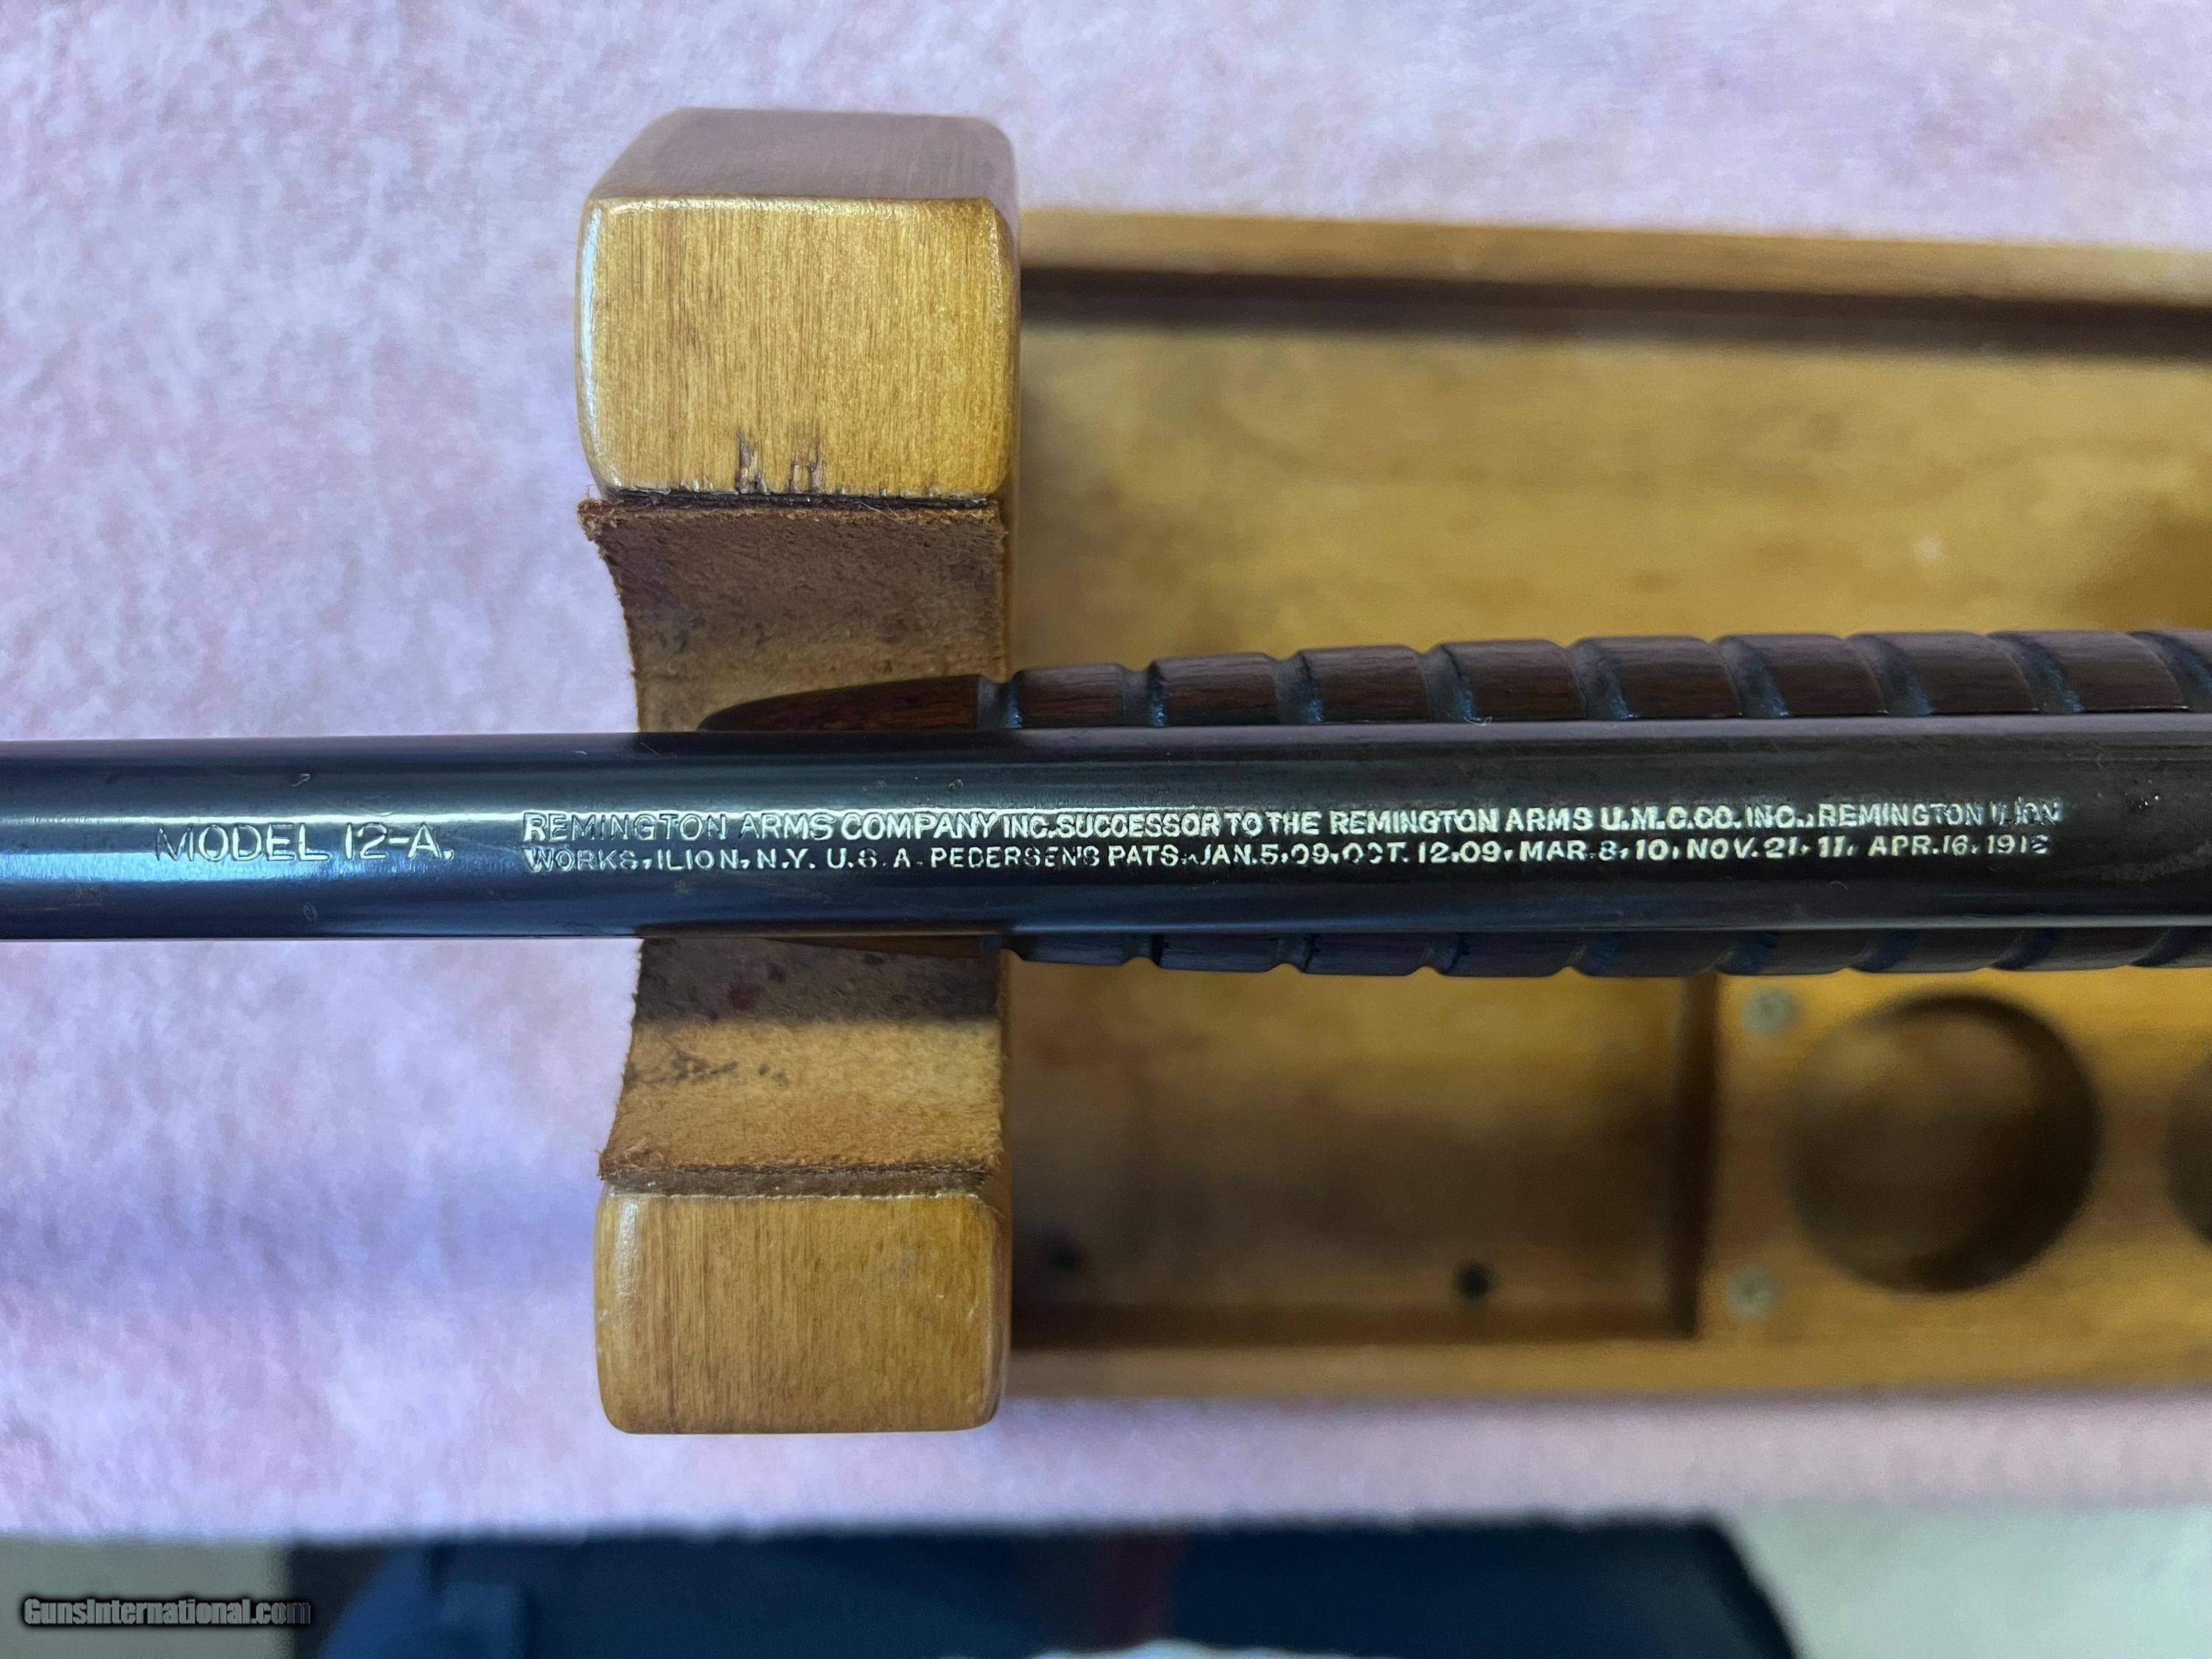 MODEL 12-A.
REMINGTON ARMS COMPANY INC. SUCCESSOR TO THE REMINGTON ARMS U.M.C.CO. INC., REMINGTON ILION
WORKS, ILION, N.Y. U.S.A. PEDERSEN'S PATS. JAN.5,09, OCT.12,09, MAR.8,10, NOV.21,11, APR.16,1912
GunsInternational.com